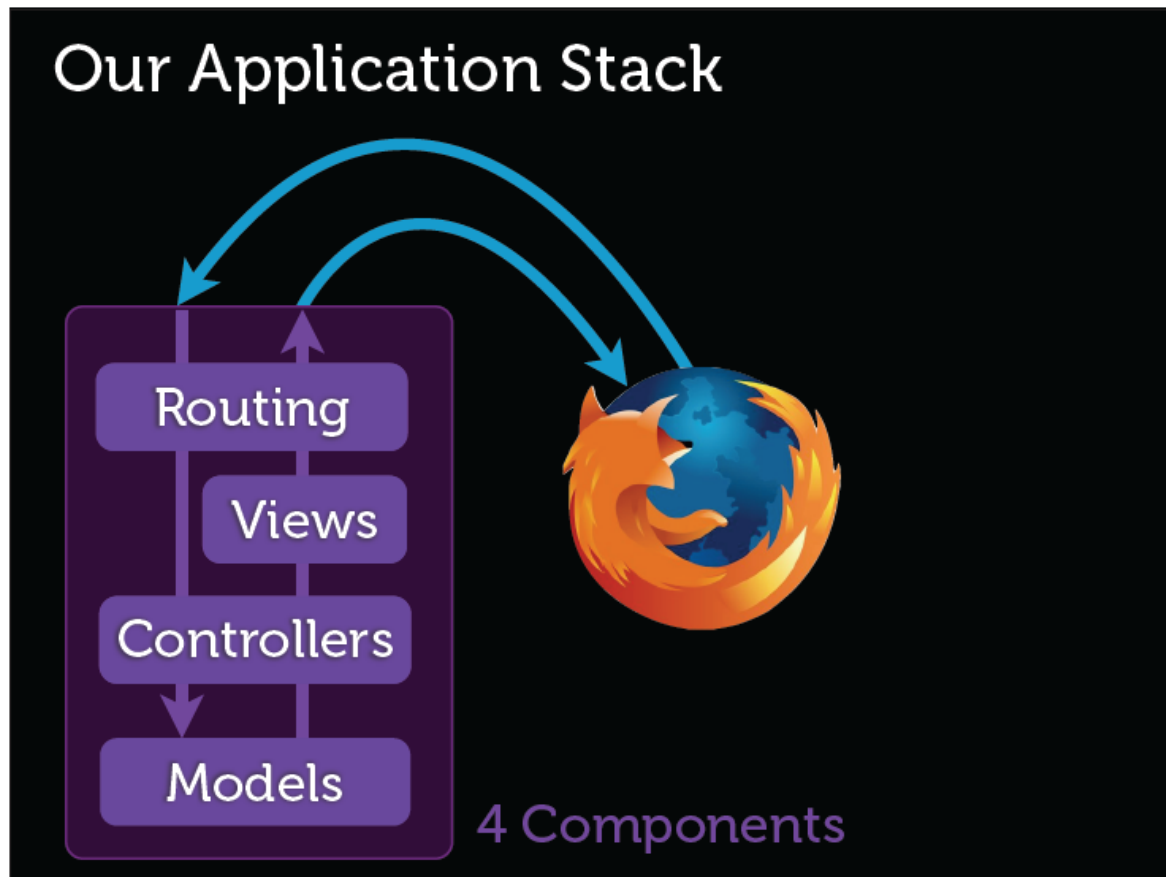 Our Application Stack
Routing
Views
Controllers
Models
4 Components